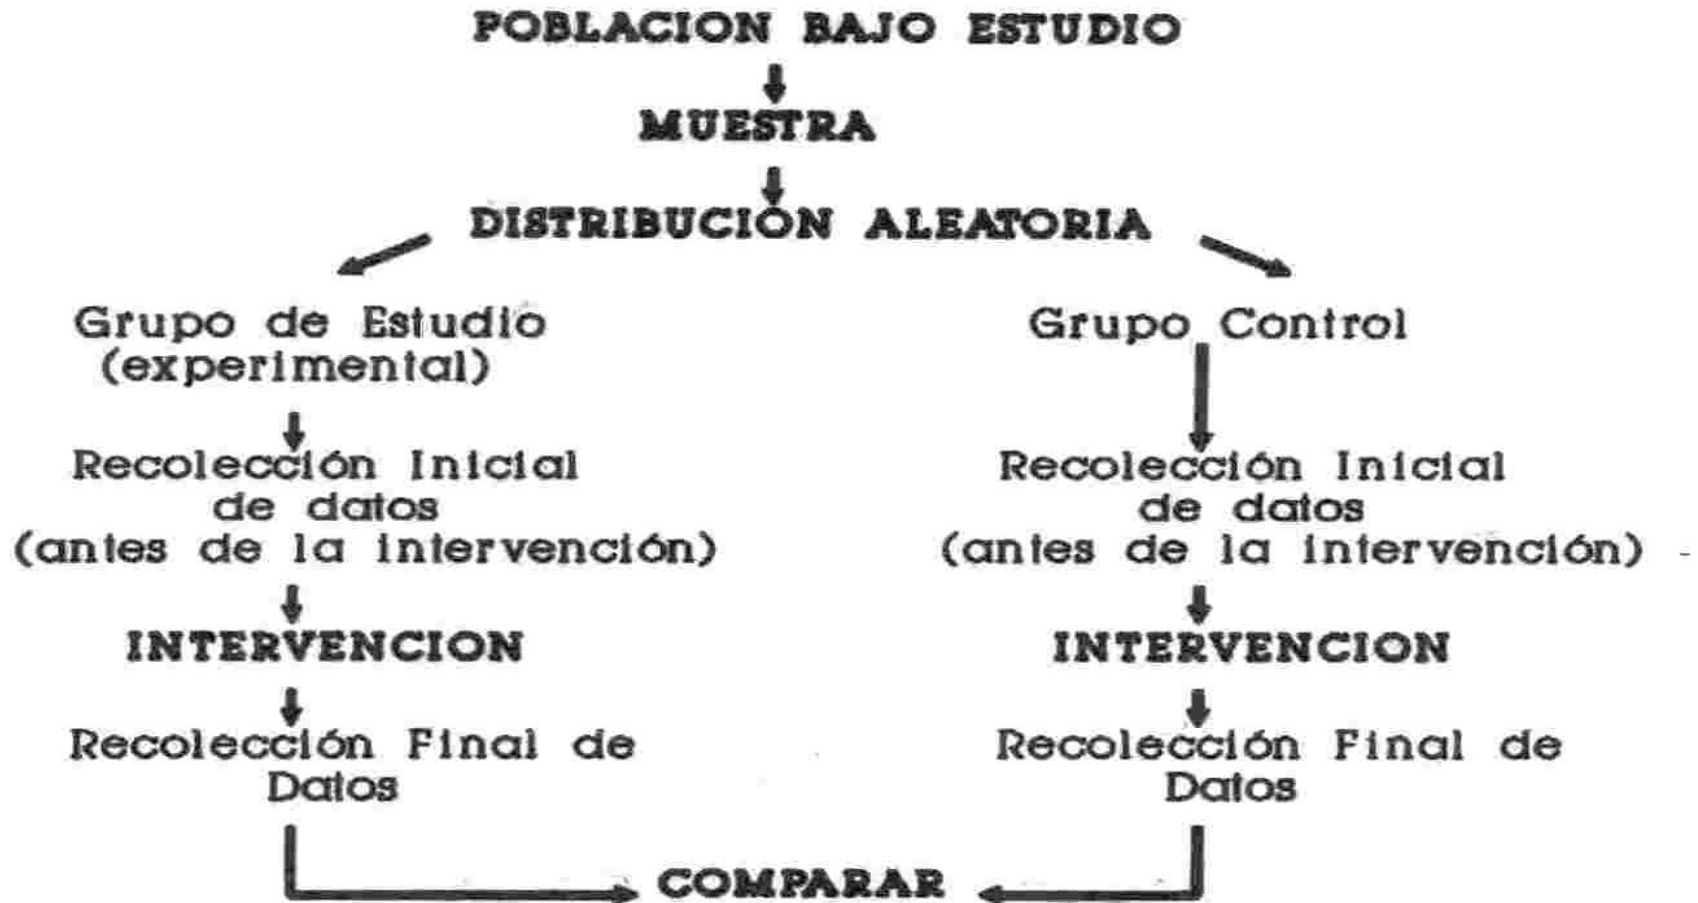 POBLACION BAJO ESTUDIO
MUESTRA
DISTRIBUCIÓN ALEATORIA
Grupo de Estudio
(experimental)
Grupo Control
Recolección Inicial
de datos
(antes de la intervención)
Recolección Inicial
de datos
(antes de la intervención)
INTERVENCION
INTERVENCION
Recolección Final de
Datos
Recolección Final de
Datos
COMPARAR